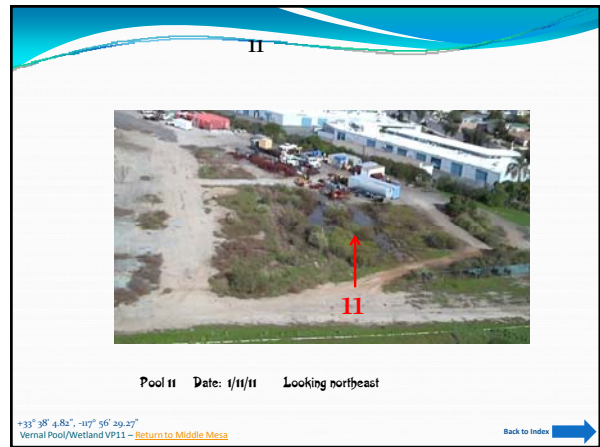 11
11
Pool 11 Date: 1/11/11 Looking northeast
+33° 38' 4.82", -117° 56' 29.27"
Vernal Pool/Wetland VP11 – Return to Middle Mesa
Back to Index